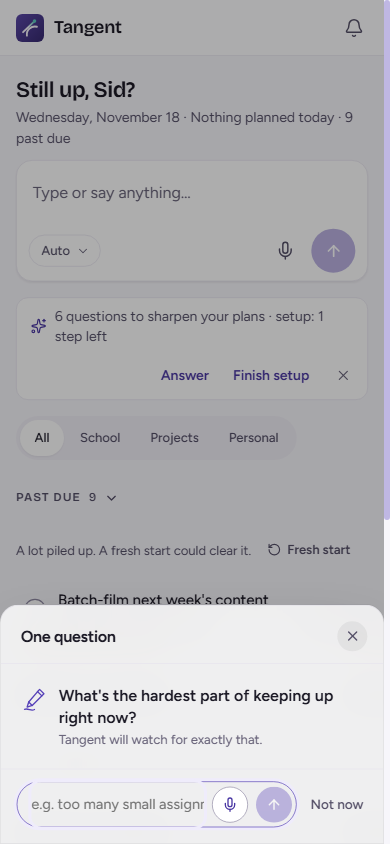 Tangent
Still up, Sid?
Wednesday, November 18 · Nothing planned today · 9
past due
Type or say anything...
Auto
6 questions to sharpen your plans · setup: 1
step left
Answer Finish setup
All School Projects Personal
PAST DUE 9
A lot piled up. A fresh start could clear it. Fresh start
Batch-film next week's content
One question
What's the hardest part of keeping up
right now?
Tangent will watch for exactly that.
e.g. too many small assignr
Not now